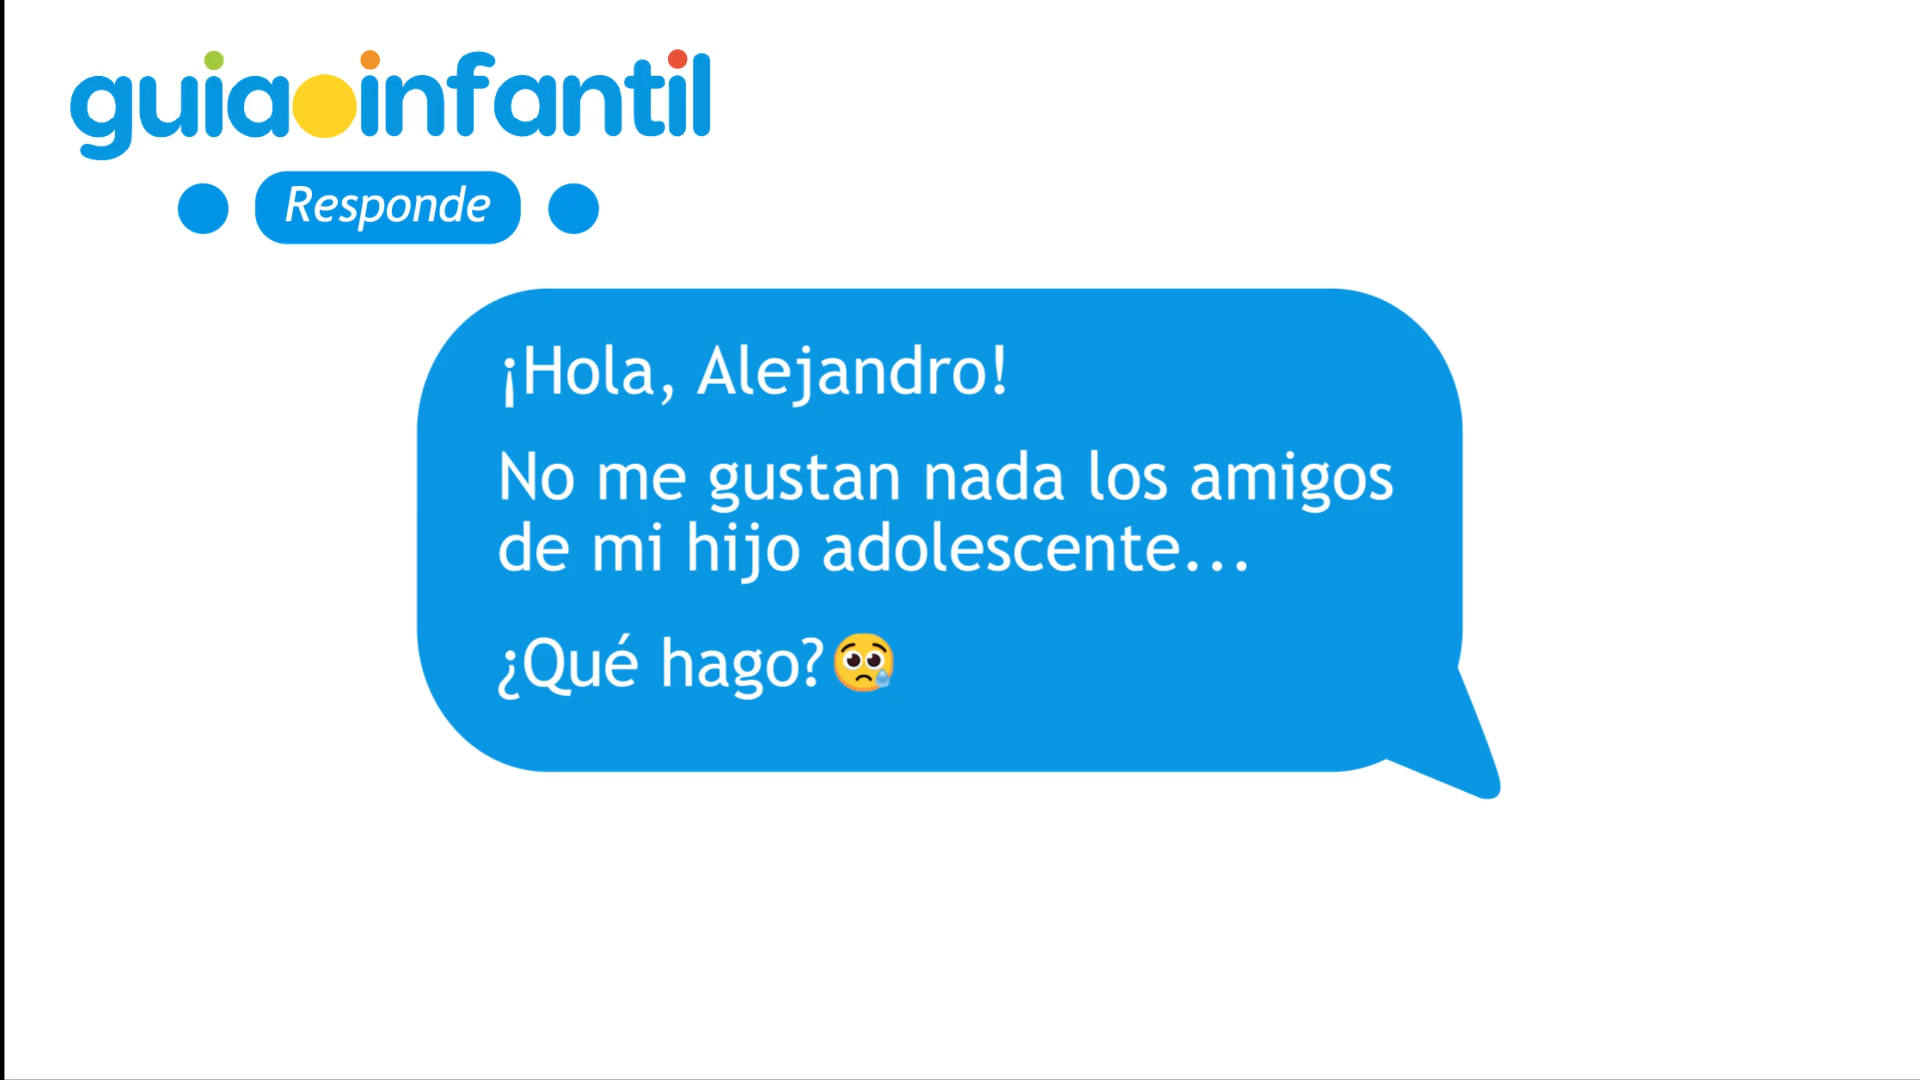 guiainfantil
Responde
¡Hola, Alejandro!
No me gustan nada los amigos
de mi hijo adolescente...
¿Qué hago?🥲